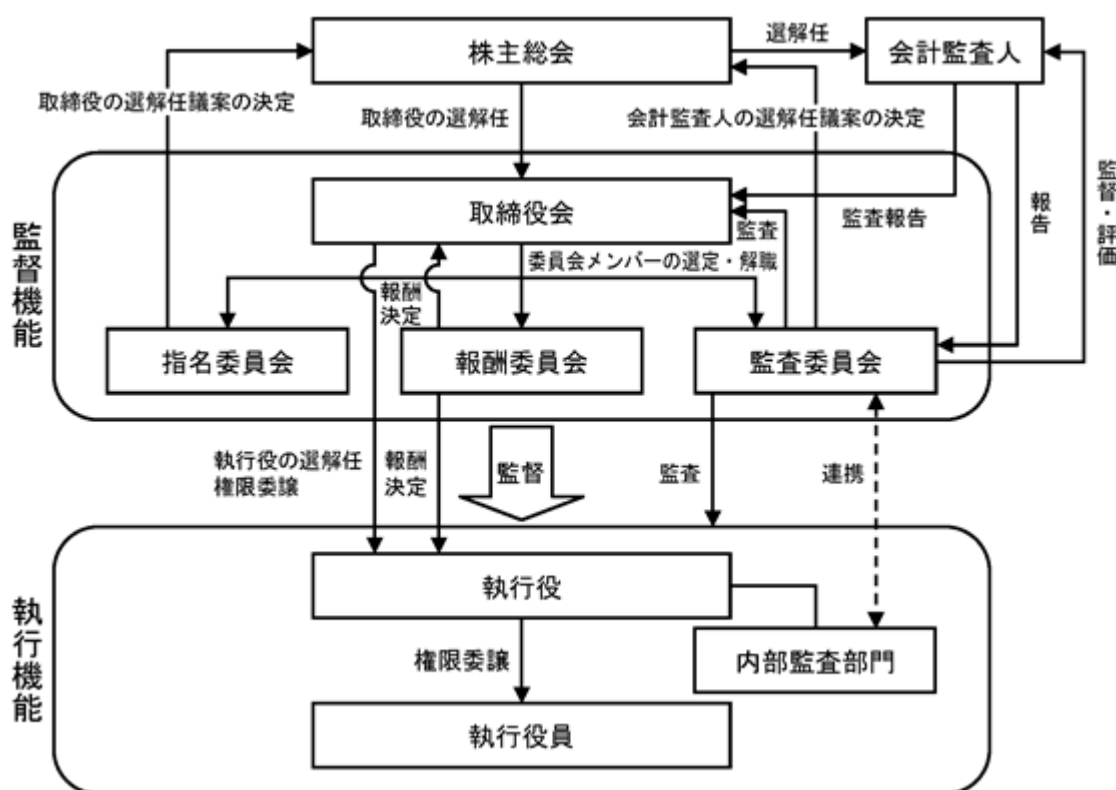 株主総会
選解任
会計監査人
取締役の選解任議案の決定
取締役の選解任
会計監査人の選解任議案の決定
監督・評価
報告
監督機能
取締役会
監査
監査報告
委員会メンバーの選定・解職
報酬
決定
指名委員会
報酬委員会
監査委員会
執行役の選解任
権限委譲
報酬
決定
監督
監査
連携
執行機能
執行役
内部監査部門
権限委譲
執行役員